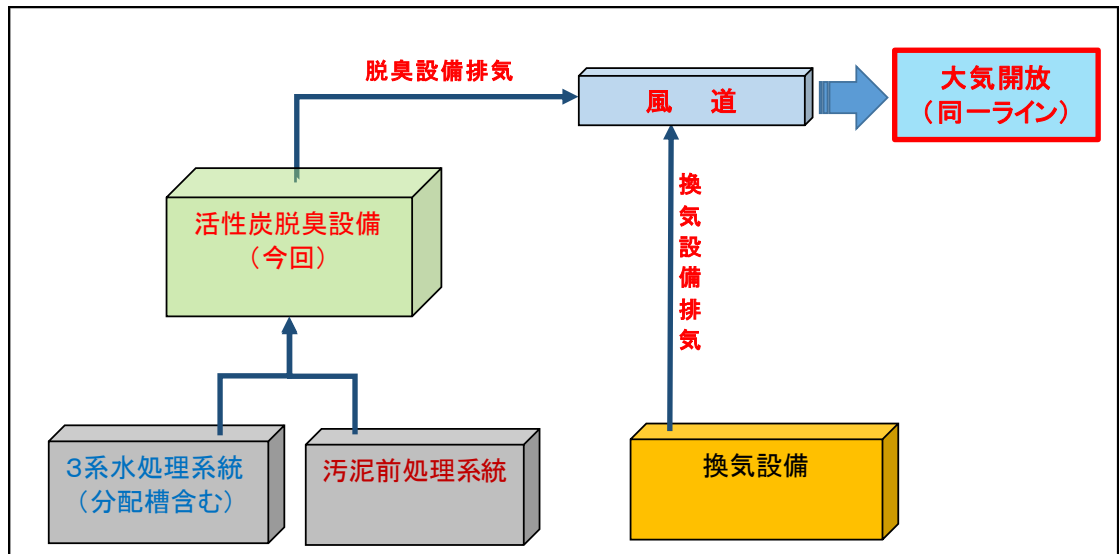 脱臭設備排気
風　道
大気開放
（同一ライン）
活性炭脱臭設備
（今回）
換気設備排気
３系水処理系統
（分配槽含む）
汚泥前処理系統
換気設備